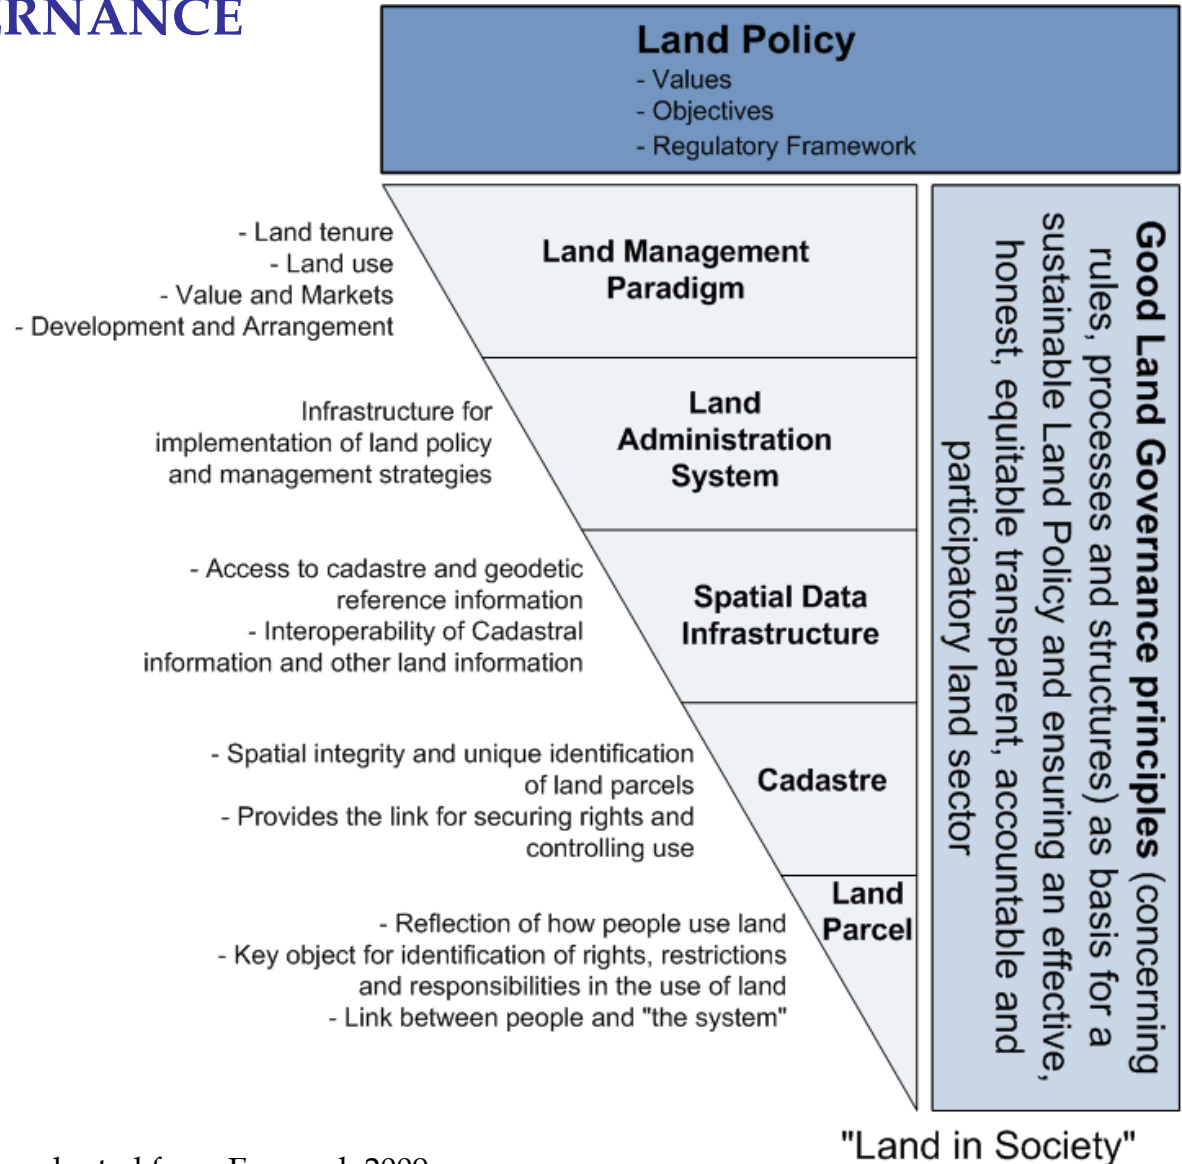 ERNANCE
Land Policy
- Values
- Objectives
- Regulatory Framework
- Land tenure
- Land use
- Value and Markets
- Development and Arrangement
Land Management
Paradigm
Infrastructure for
implementation of land policy
and management strategies
Land
Administration
System
- Access to cadastre and geodetic
reference information
- Interoperability of Cadastral
information and other land information
Spatial Data
Infrastructure
- Spatial integrity and unique identification
of land parcels
- Provides the link for securing rights and
controlling use
Cadastre
- Reflection of how people use land
- Key object for identification of rights, restrictions
and responsibilities in the use of land
- Link between people and "the system"
Land
Parcel
Good Land Governance principles (concerning
rules, processes and structures) as basis for a
sustainable Land Policy and ensuring an effective,
honest, equitable transparent, accountable and
participatory land sector
"Land in Society"
2009